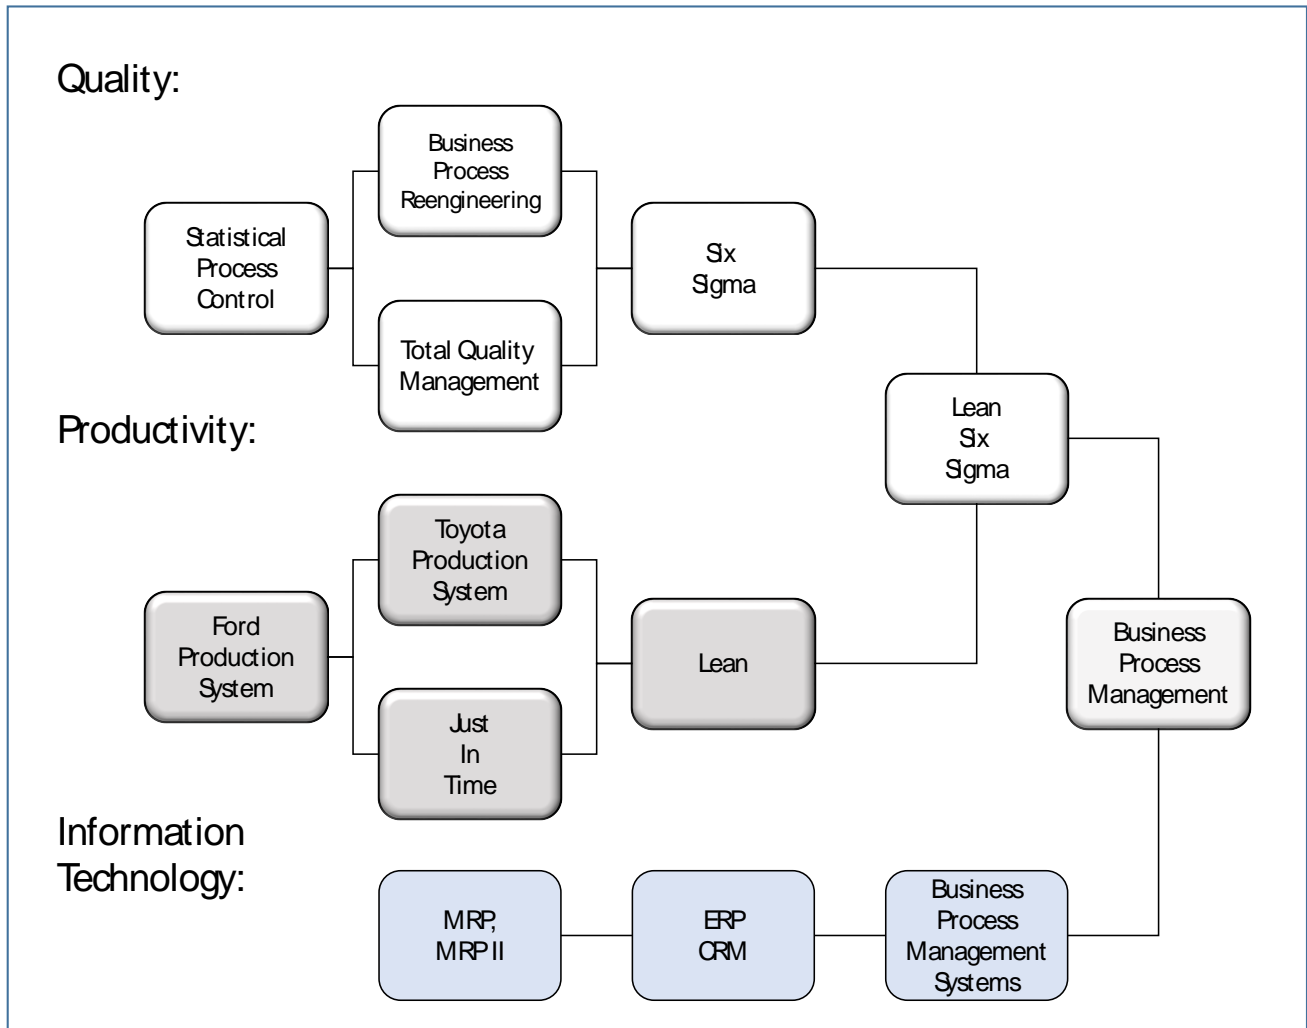 Quality:
Business
Process
Reengineering
Statistical
Process
Control
Six
Sigma
Total Quality
Management
Lean
Six
Sigma
Productivity:
Toyota
Production
System
Ford
Production
System
Lean
Business
Process
Management
Just
In
Time
Information
Technology:
MRP,
MRP II
ERP
CRM
Business
Process
Management
Systems